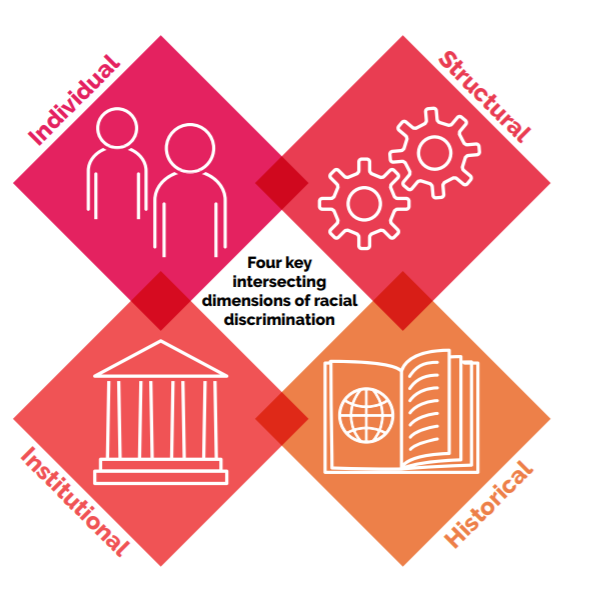 Individual
Structural
Four key
intersecting
dimensions of racial
discrimination
Institutional
Historical